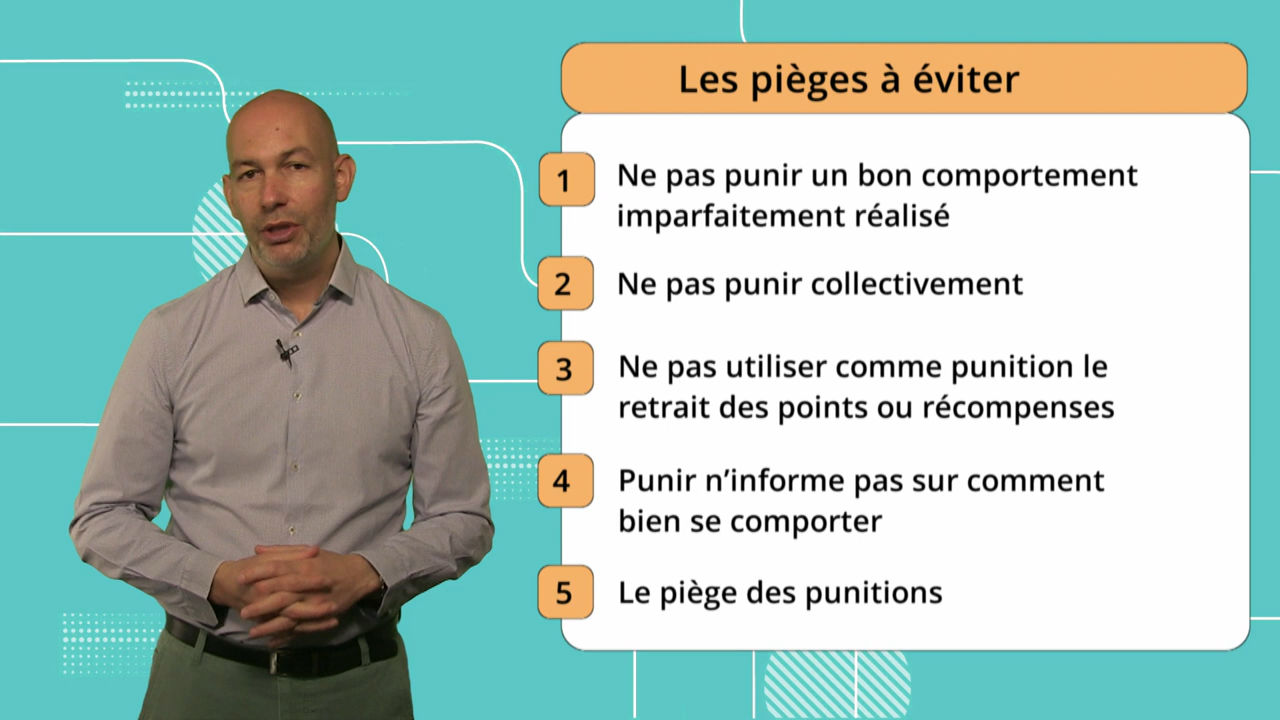 Les pièges à éviter
1 Ne pas punir un bon comportement
imparfaitement réalisé
2 Ne pas punir collectivement
3 Ne pas utiliser comme punition le
retrait des points ou récompenses
4 Punir n’informe pas sur comment
bien se comporter
5 Le piège des punitions